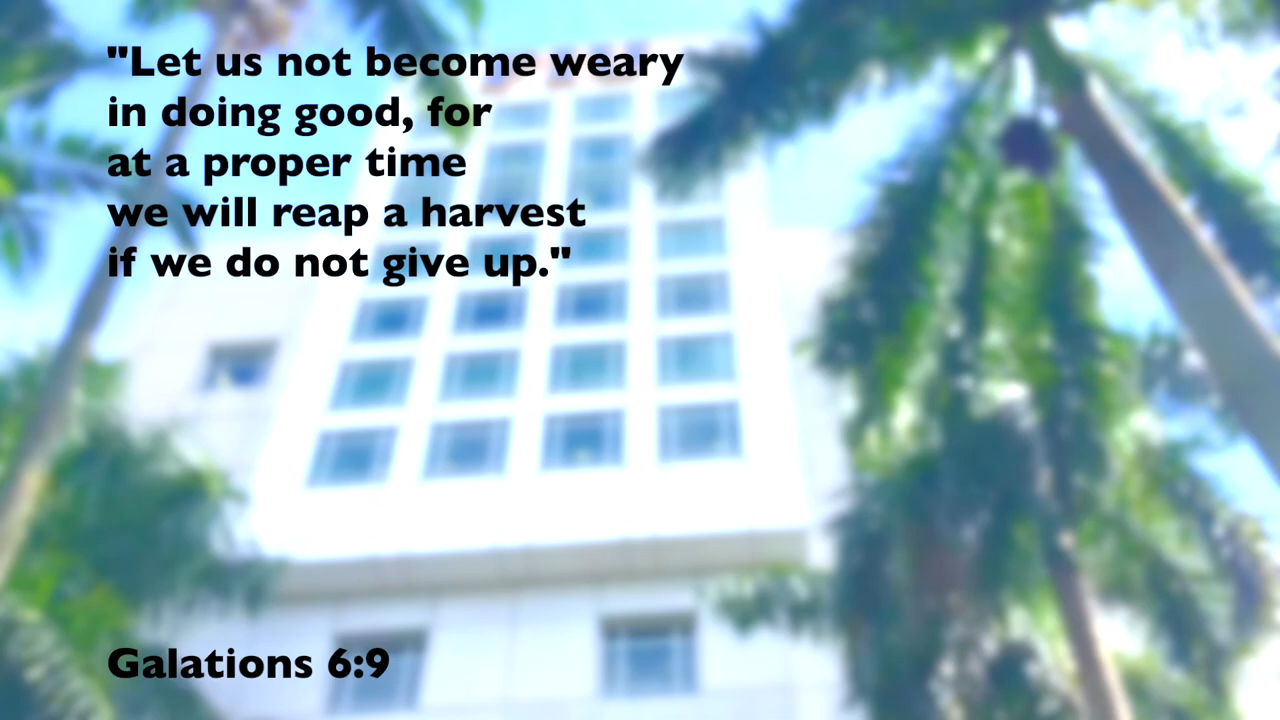 "Let us not become weary
in doing good, for
at a proper time
we will reap a harvest
if we do not give up."
Galations 6:9